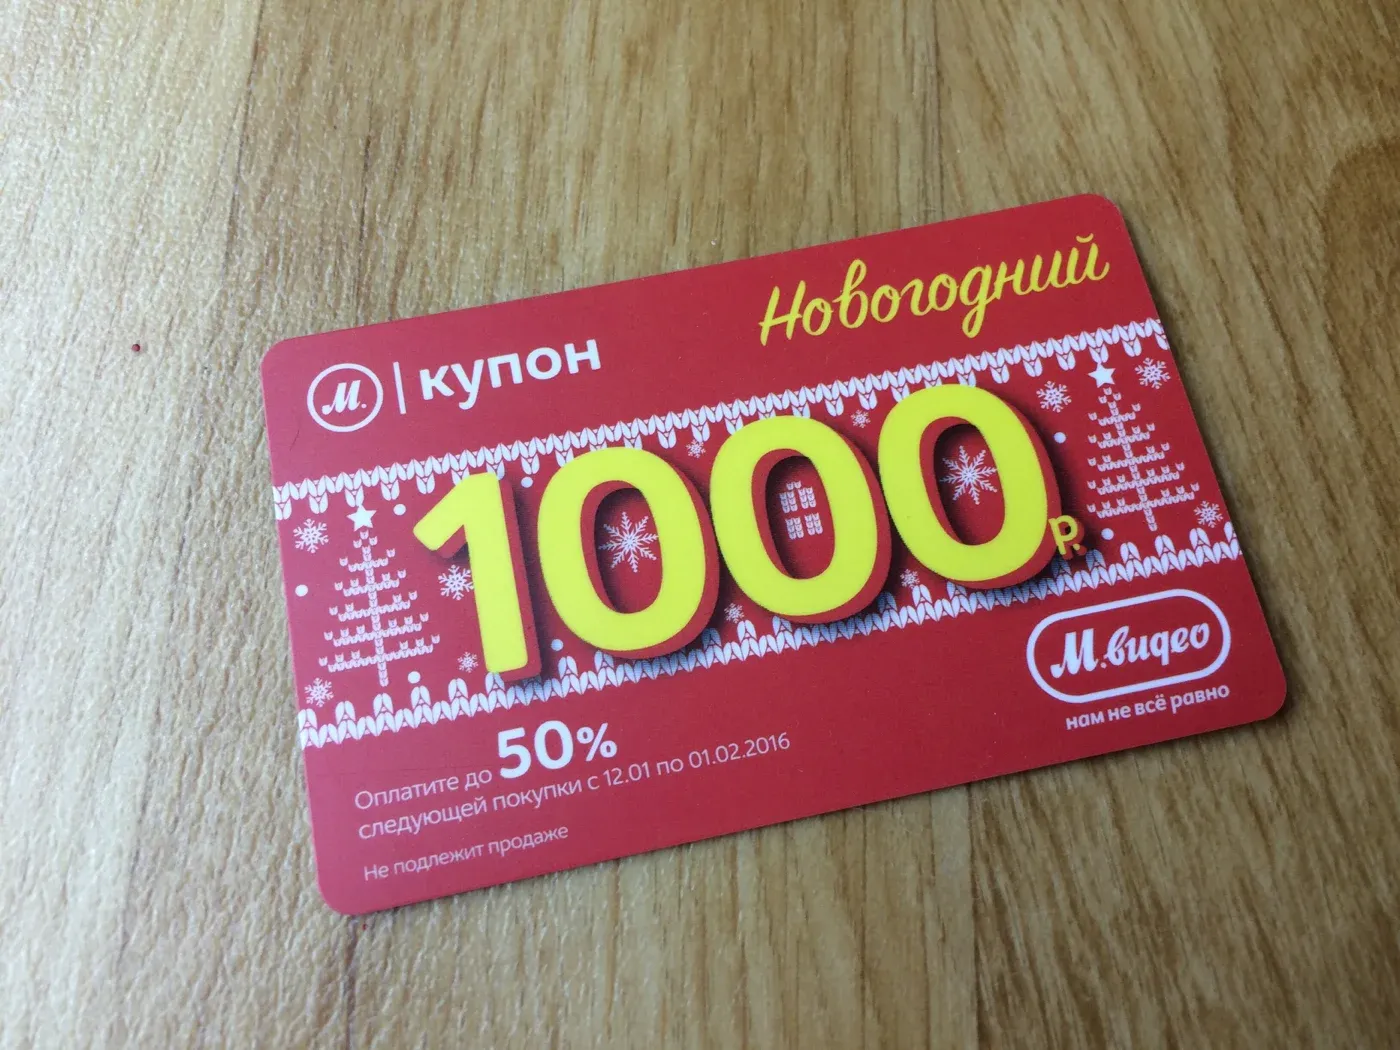 Новогодний
М. | купон
1000 р.
М.видео
нам не всё равно
Оплатите до 50%
следующей покупки с 12.01 по 01.02.2016
Не подлежит продаже